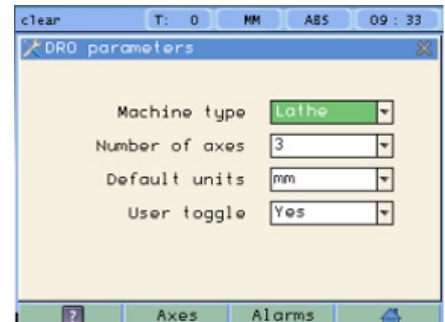 clear T: 0 MM ABS 09 : 33
DRO parameters
Machine type Lathe
Number of axes 3
Default units mm
User toggle Yes
? Axes Alarms